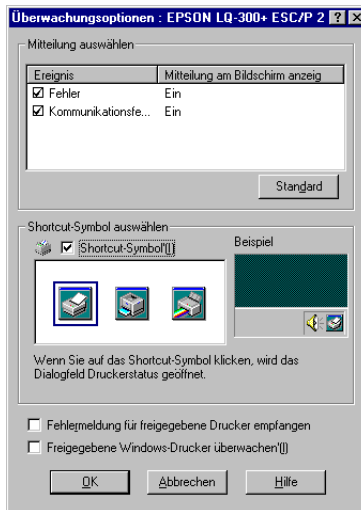 Überwachungsoptionen : EPSON LQ-300+ ESC/P 2
Mitteilung auswählen
Ereignis Mitteilung am Bildschirm anzeig
Fehler Ein
Kommunikationsfe... Ein
Standard
Shortcut-Symbol auswählen
Shortcut-Symbol'(I)
Beispiel
Wenn Sie auf das Shortcut-Symbol klicken, wird das
Dialogfeld Druckerstatus geöffnet.
Fehlermeldung für freigegebene Drucker empfangen
Freigegebene Windows-Drucker überwachen'(J)
OK Abbrechen Hilfe